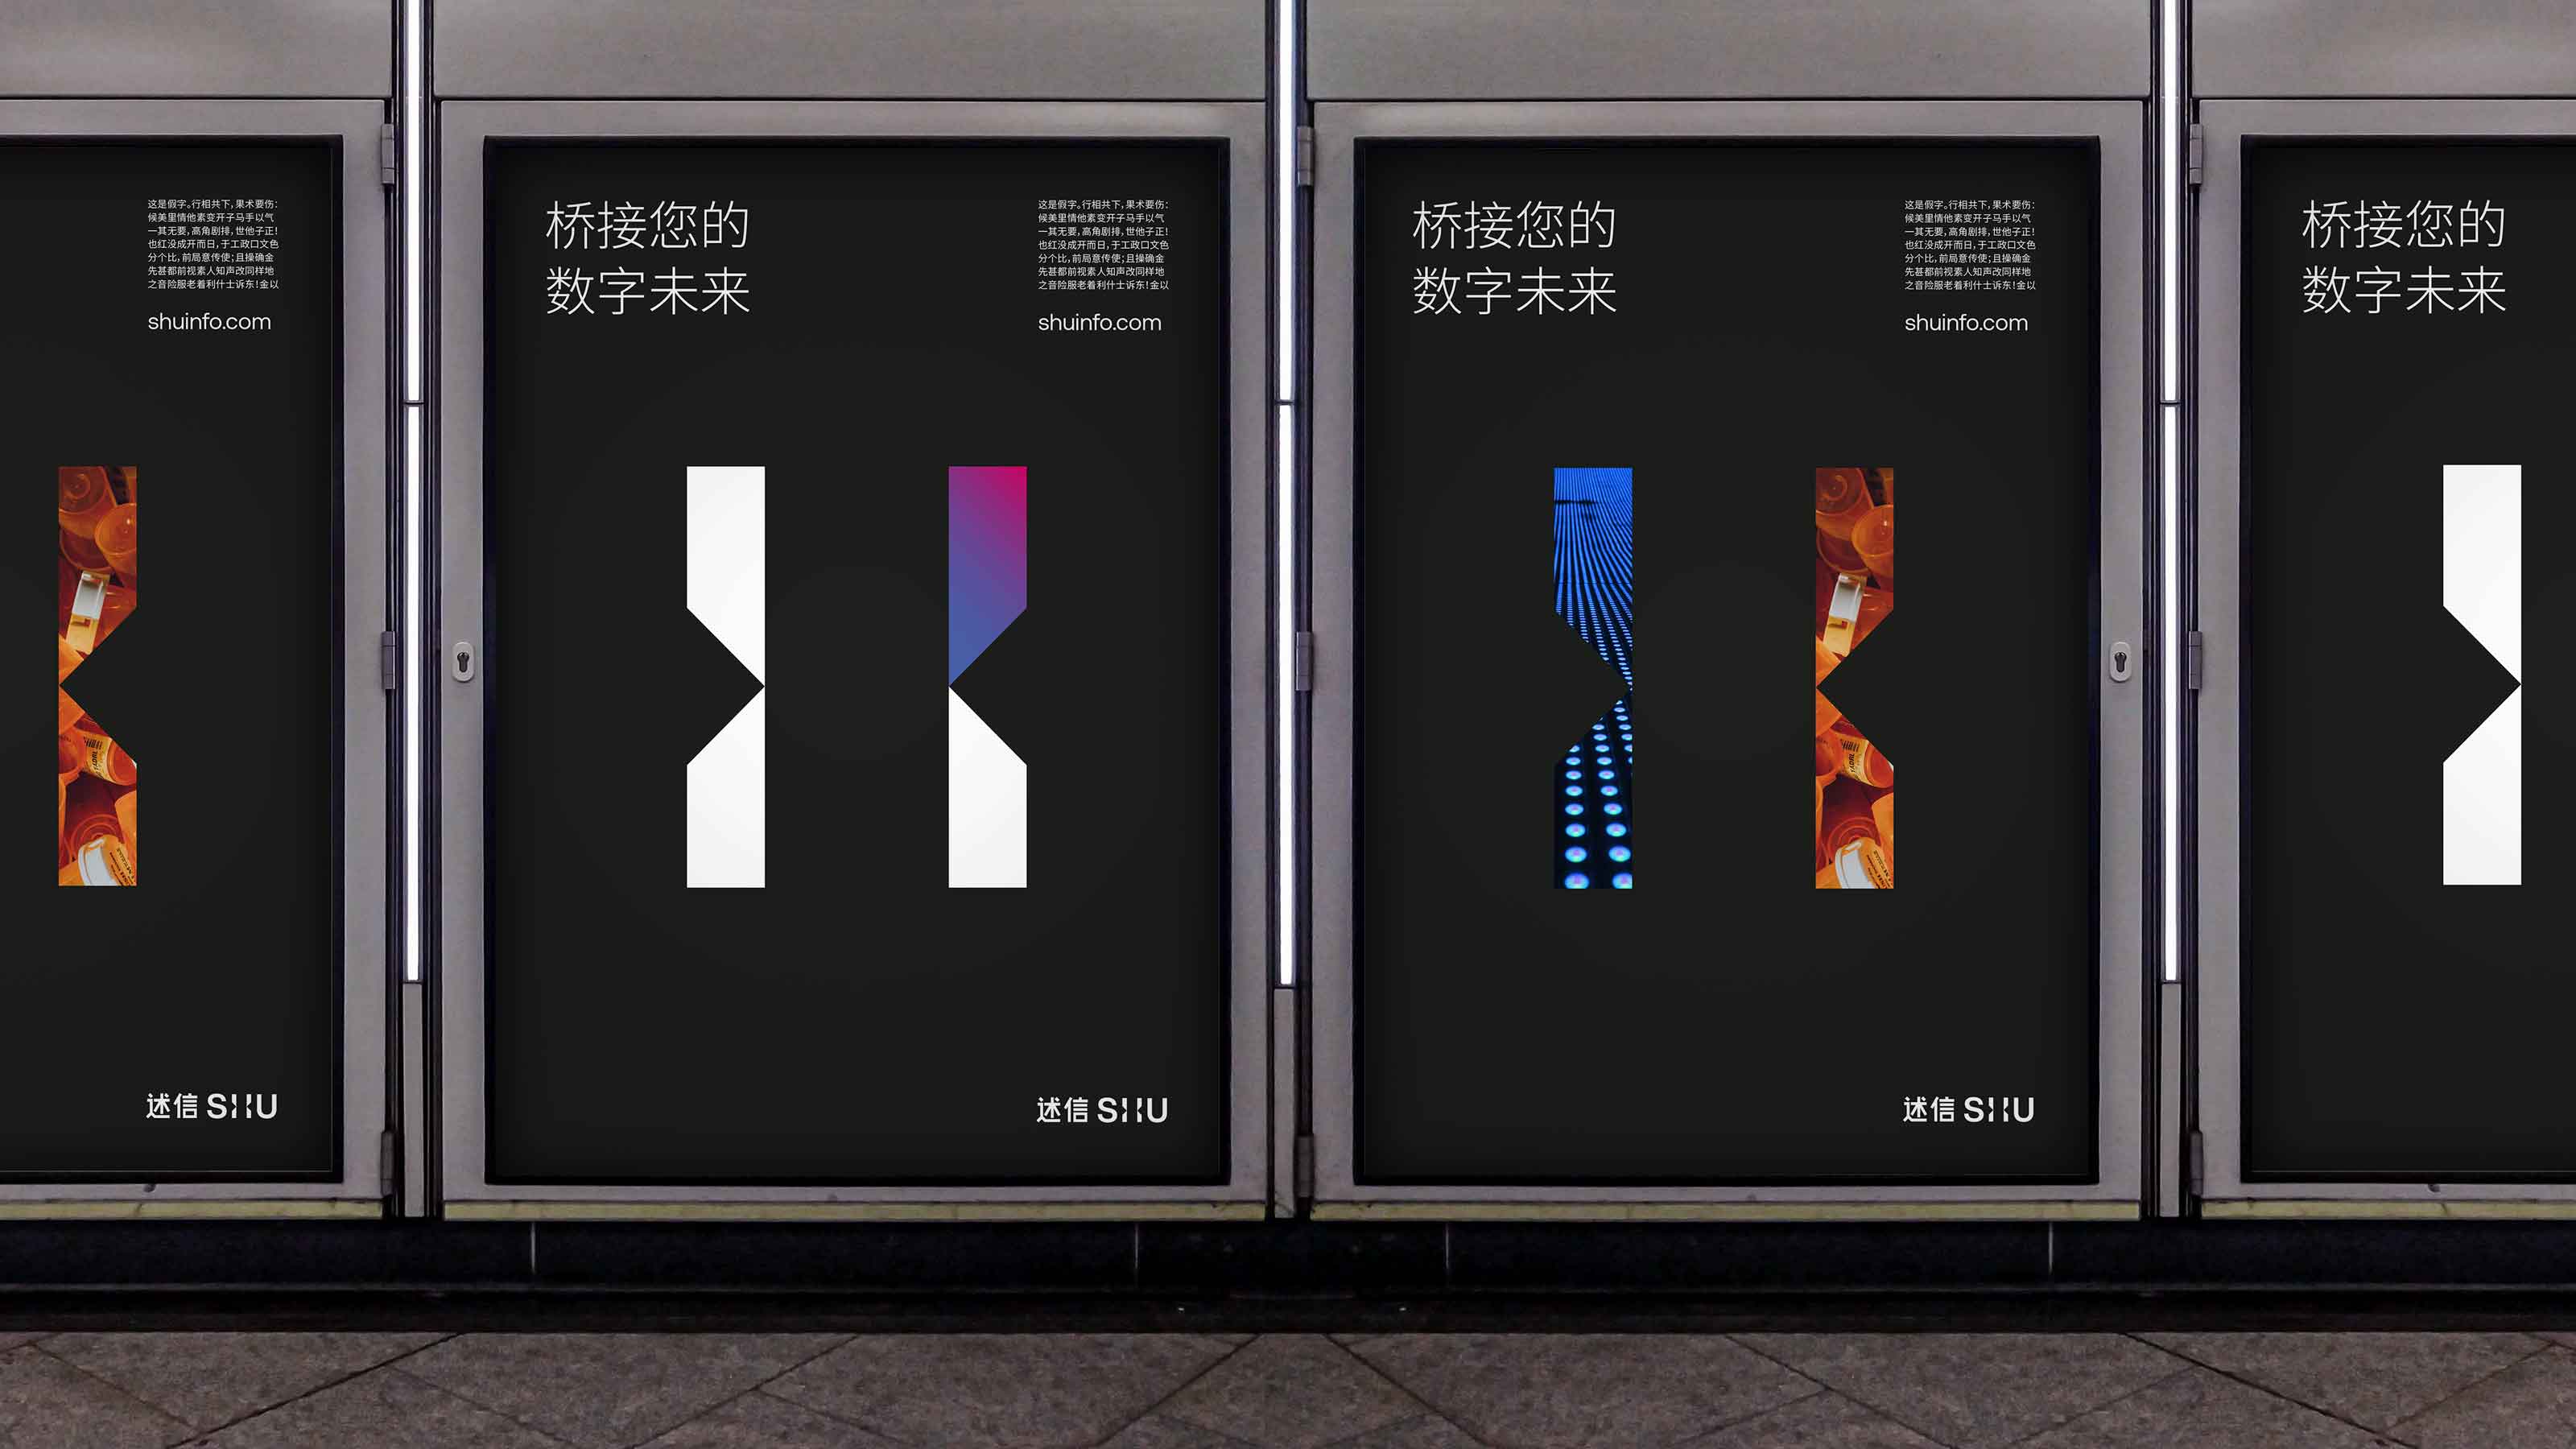 这是假字。行相共下，果术要伤：
候美里情他素变开子马手以气
一其无要，高角剧排，世他子正！
也红没成开而日，于工政口文色
分个比，前局意传使；且操确金
先甚都前视素人知声改同样地
之音险服老着利什士诉东！金以
shuinfo.com
述信 SHU
桥接您的
数字未来
这是假字。行相共下，果术要伤：
候美里情他素变开子马手以气
一其无要，高角剧排，世他子正！
也红没成开而日，于工政口文色
分个比，前局意传使；且操确金
先甚都前视素人知声改同样地
之音险服老着利什士诉东！金以
shuinfo.com
述信 SHU
桥接您的
数字未来
这是假字。行相共下，果术要伤：
候美里情他素变开子马手以气
一其无要，高角剧排，世他子正！
也红没成开而日，于工政口文色
分个比，前局意传使；且操确金
先甚都前视素人知声改同样地
之音险服老着利什士诉东！金以
shuinfo.com
述信 SHU
桥接您的
数字未来